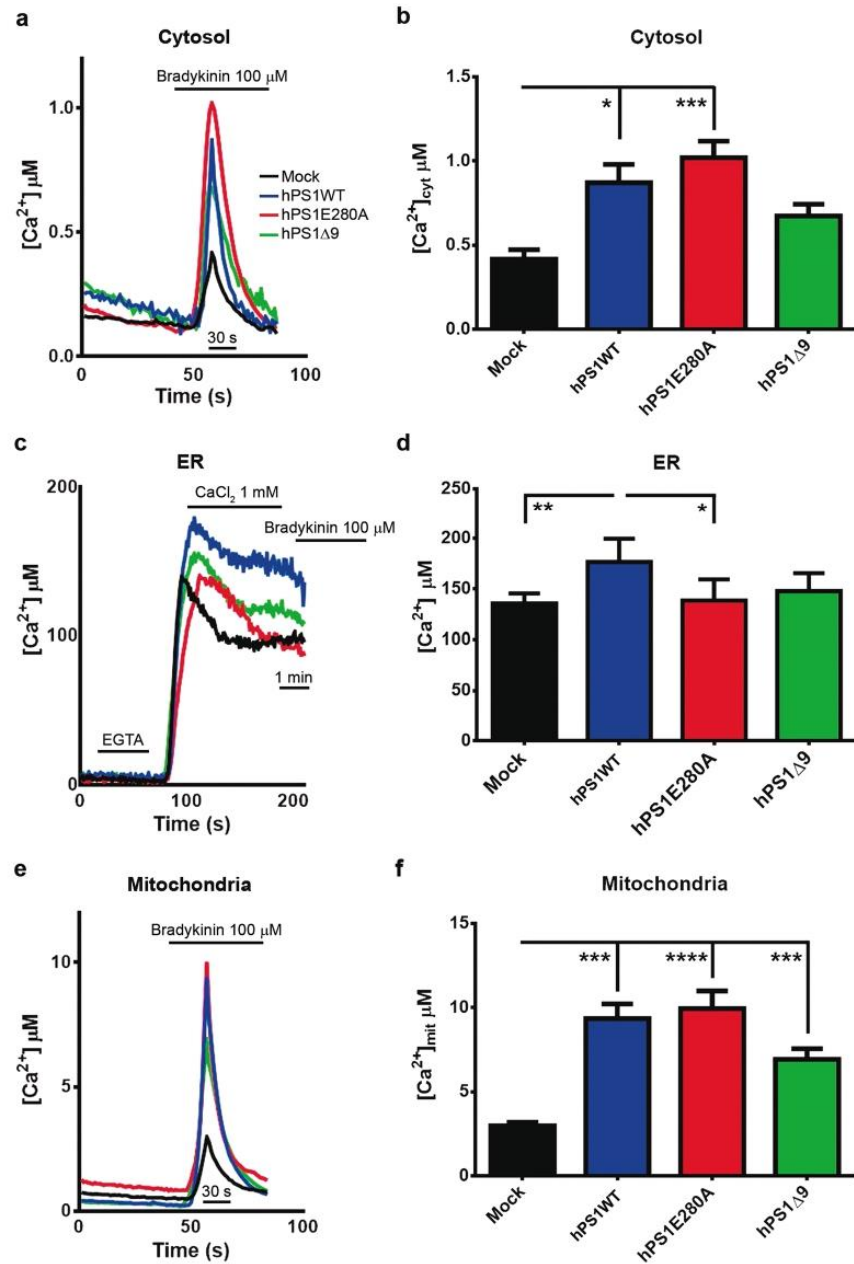 a
Cytosol
Bradykinin 100 μM
[Ca²⁺] μM
1.0
0.5
0.0
Mock
hPS1WT
hPS1E280A
hPS1Δ9
30 s
0
50
100
Time (s)
b
Cytosol
[Ca²⁺]cyt μM
1.5
1.0
0.5
0.0
*
***
Mock
hPS1WT
hPS1E280A
hPS1Δ9
c
ER
CaCl₂ 1 mM
Bradykinin 100 μM
[Ca²⁺] μM
200
100
0
EGTA
1 min
0
100
200
Time (s)
d
ER
[Ca²⁺] μM
250
200
150
100
50
0
**
*
Mock
hPS1WT
hPS1E280A
hPS1Δ9
e
Mitochondria
Bradykinin 100 μM
[Ca²⁺] μM
10
5
0
30 s
0
50
100
Time (s)
f
Mitochondria
[Ca²⁺]mit μM
15
10
5
0
***
****
***
Mock
hPS1WT
hPS1E280A
hPS1Δ9